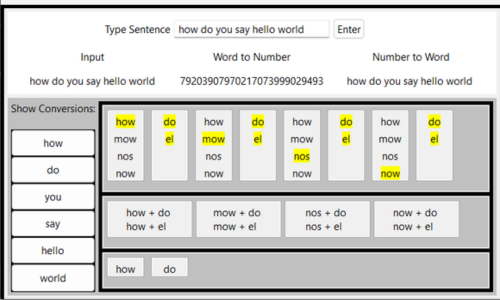 Type Sentence how do you say hello world Enter
Input Word to Number Number to Word
how do you say hello world 79203907970217073999029493 how do you say hello world
Show Conversions:
how
do
you
say
hello
world
how do how do how do how do
mow el mow el mow el mow el
nos nos nos nos
now now now now
how + do mow + do nos + do now + do
how + el mow + el nos + el now + el
how do